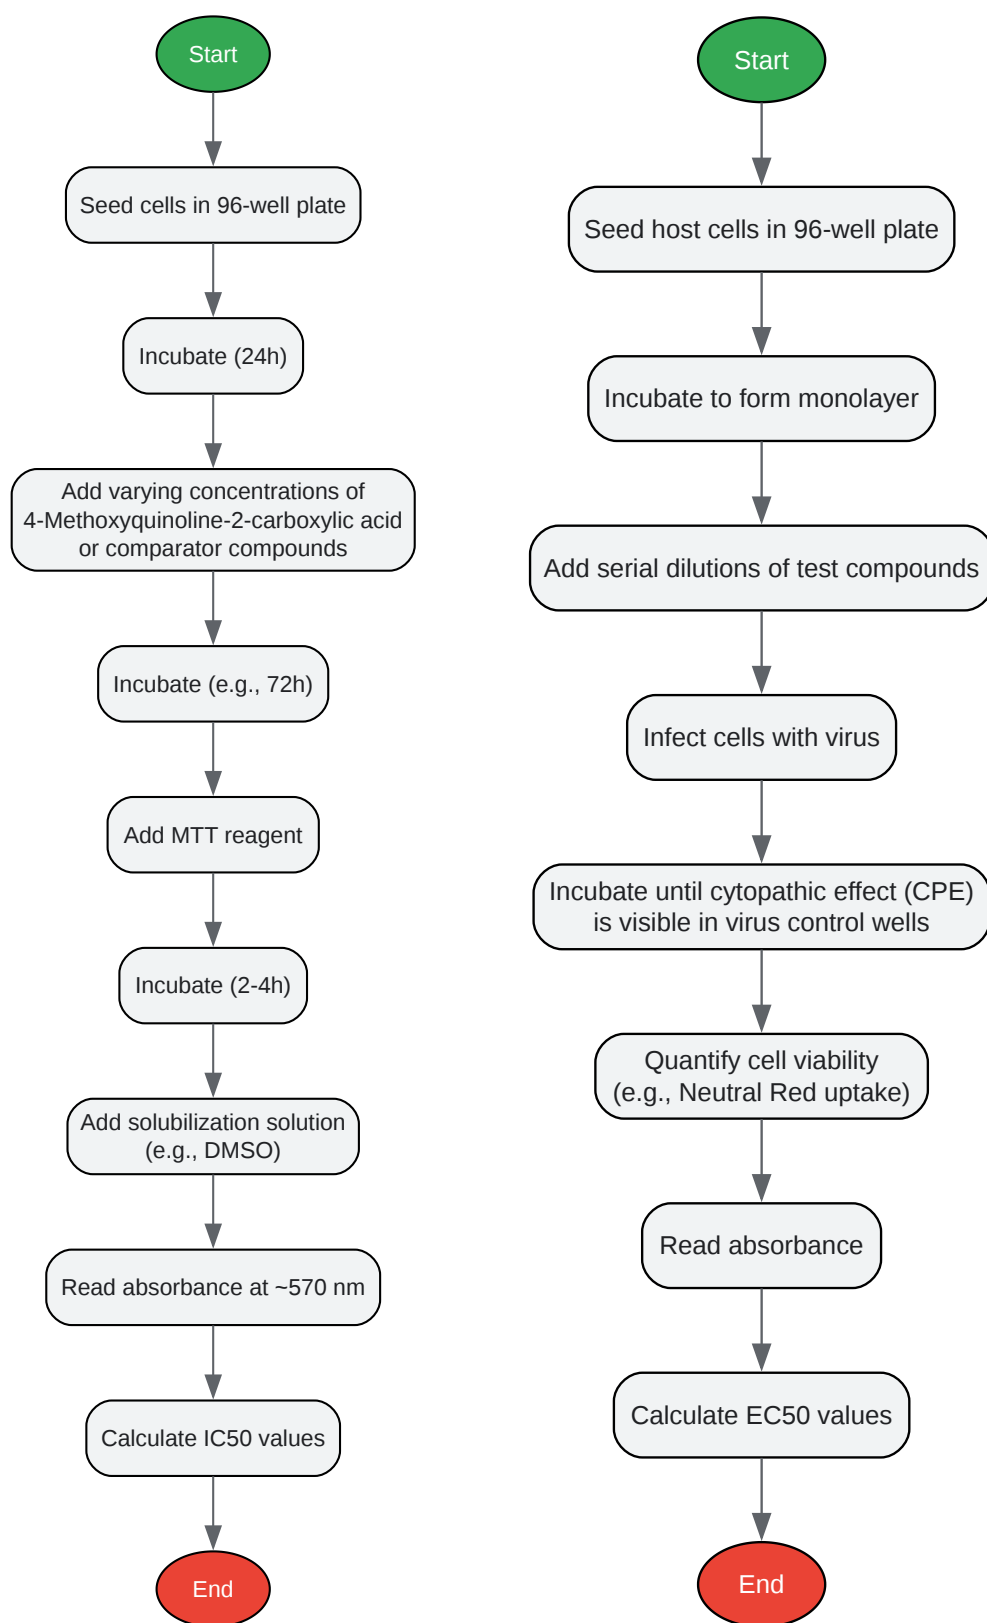 Start
Seed cells in 96-well plate
Incubate (24h)
Add varying concentrations of
4-Methoxyquinoline-2-carboxylic acid
or comparator compounds
Incubate (e.g., 72h)
Add MTT reagent
Incubate (2-4h)
Add solubilization solution
(e.g., DMSO)
Read absorbance at ~570 nm
Calculate IC50 values
End
Start
Seed host cells in 96-well plate
Incubate to form monolayer
Add serial dilutions of test compounds
Infect cells with virus
Incubate until cytopathic effect (CPE)
is visible in virus control wells
Quantify cell viability
(e.g., Neutral Red uptake)
Read absorbance
Calculate EC50 values
End